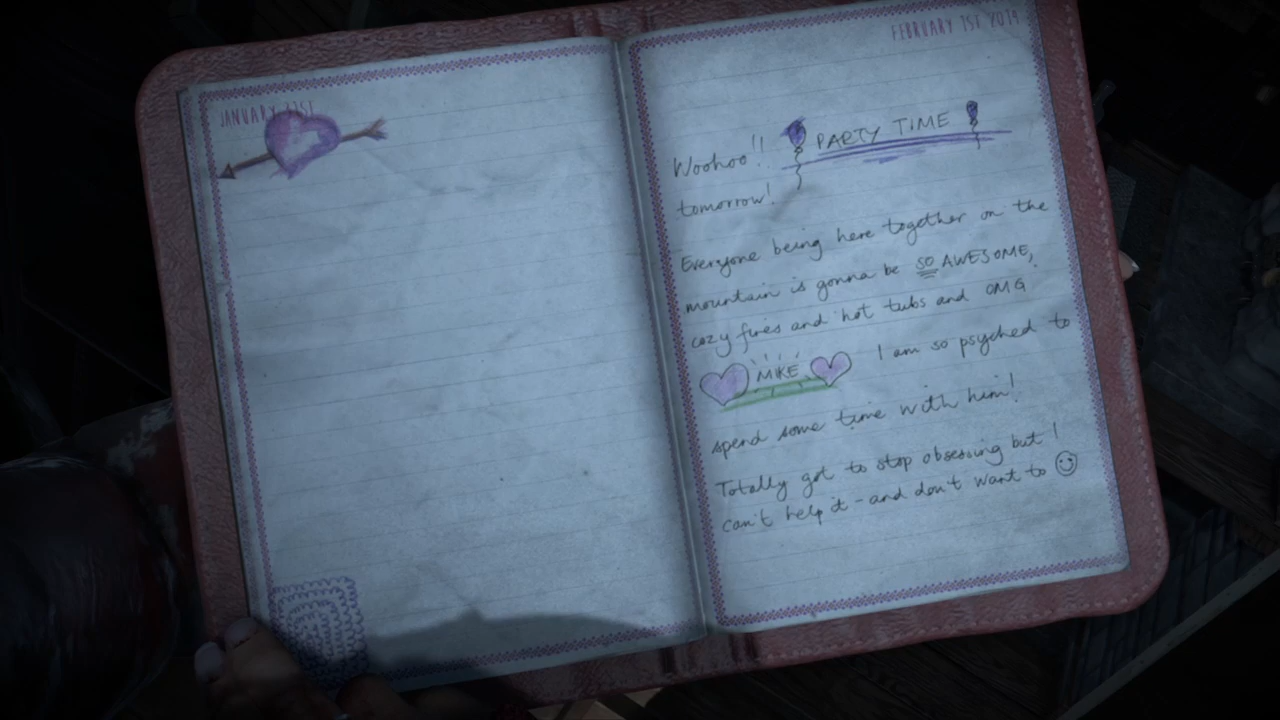 JANUARY 31ST
FEBRUARY 1ST 2014
Woohoo!! PARTY TIME
tomorrow!
Everyone being here together on the
mountain is gonna be SO AWESOME,
cozy fires and hot tubs and OMG
MIKE I am so psyched to
spend some time with him!
Totally got to stop obsessing but I
can't help it - and don't want to